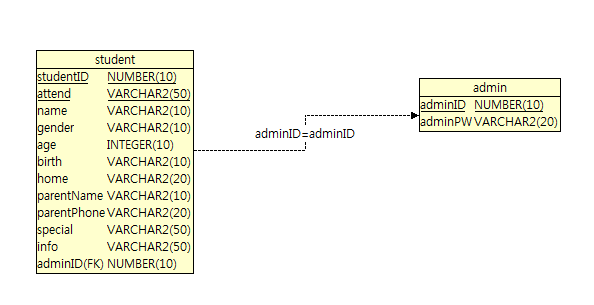 student
studentID NUMBER(10)
attend VARCHAR2(50)
name VARCHAR2(10)
gender VARCHAR2(10)
age INTEGER(10)
birth VARCHAR2(10)
home VARCHAR2(20)
parentName VARCHAR2(10)
parentPhone VARCHAR2(20)
special VARCHAR2(50)
info VARCHAR2(50)
adminID(FK) NUMBER(10)
adminID=adminID
admin
adminID NUMBER(10)
adminPW VARCHAR2(20)